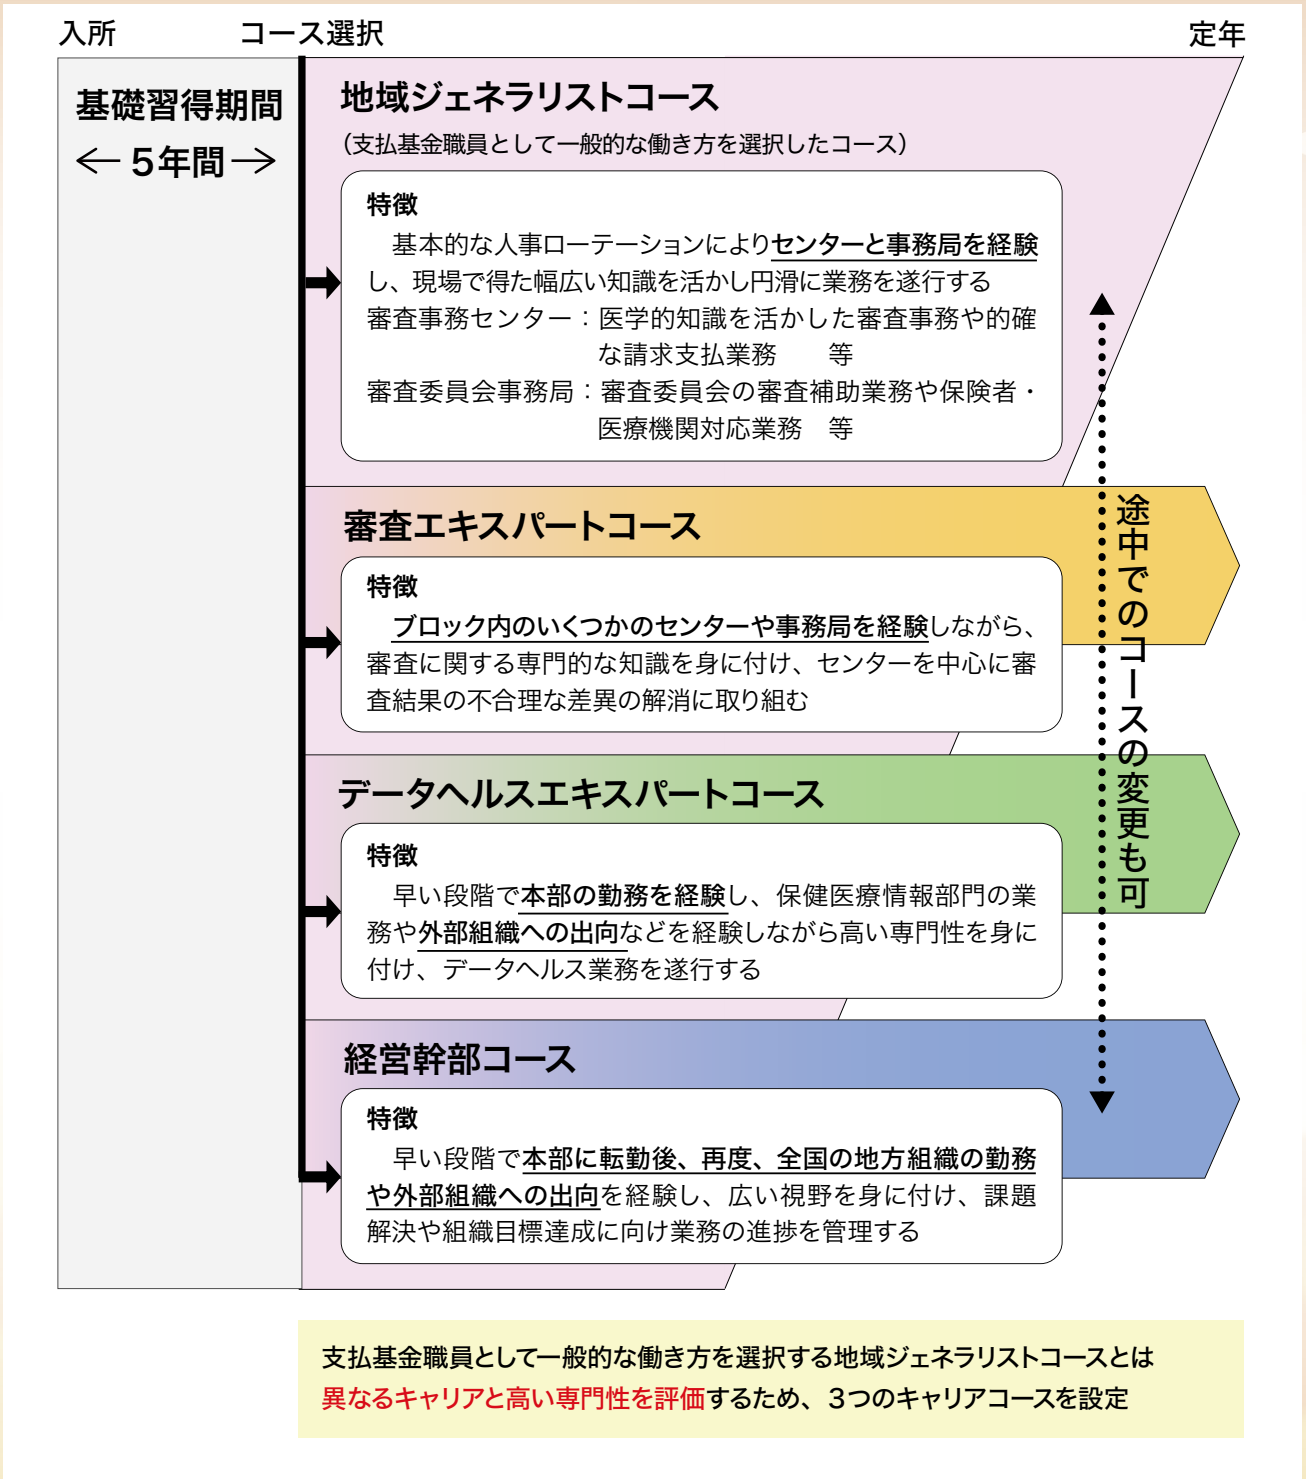 入所
コース選択
定年
基礎習得期間
←5年間→
地域ジェネラリストコース
（支払基金職員として一般的な働き方を選択したコース）
特徴
基本的な人事ローテーションによりセンターと事務局を経験
し、現場で得た幅広い知識を活かし円滑に業務を遂行する
審査事務センター：医学的知識を活かした審査事務や的確
な請求支払業務　　等
審査委員会事務局：審査委員会の審査補助業務や保険者・
医療機関対応業務　等
審査エキスパートコース
特徴
ブロック内のいくつかのセンターや事務局を経験しながら、
審査に関する専門的な知識を身に付け、センターを中心に審
査結果の不合理な差異の解消に取り組む
データヘルスエキスパートコース
特徴
早い段階で本部の勤務を経験し、保健医療情報部門の業
務や外部組織への出向などを経験しながら高い専門性を身に
付け、データヘルス業務を遂行する
経営幹部コース
特徴
早い段階で本部に転勤後、再度、全国の地方組織の勤務
や外部組織への出向を経験し、広い視野を身に付け、課題
解決や組織目標達成に向け業務の進捗を管理する
途中でのコースの変更も可
支払基金職員として一般的な働き方を選択する地域ジェネラリストコースとは
異なるキャリアと高い専門性を評価するため、3つのキャリアコースを設定